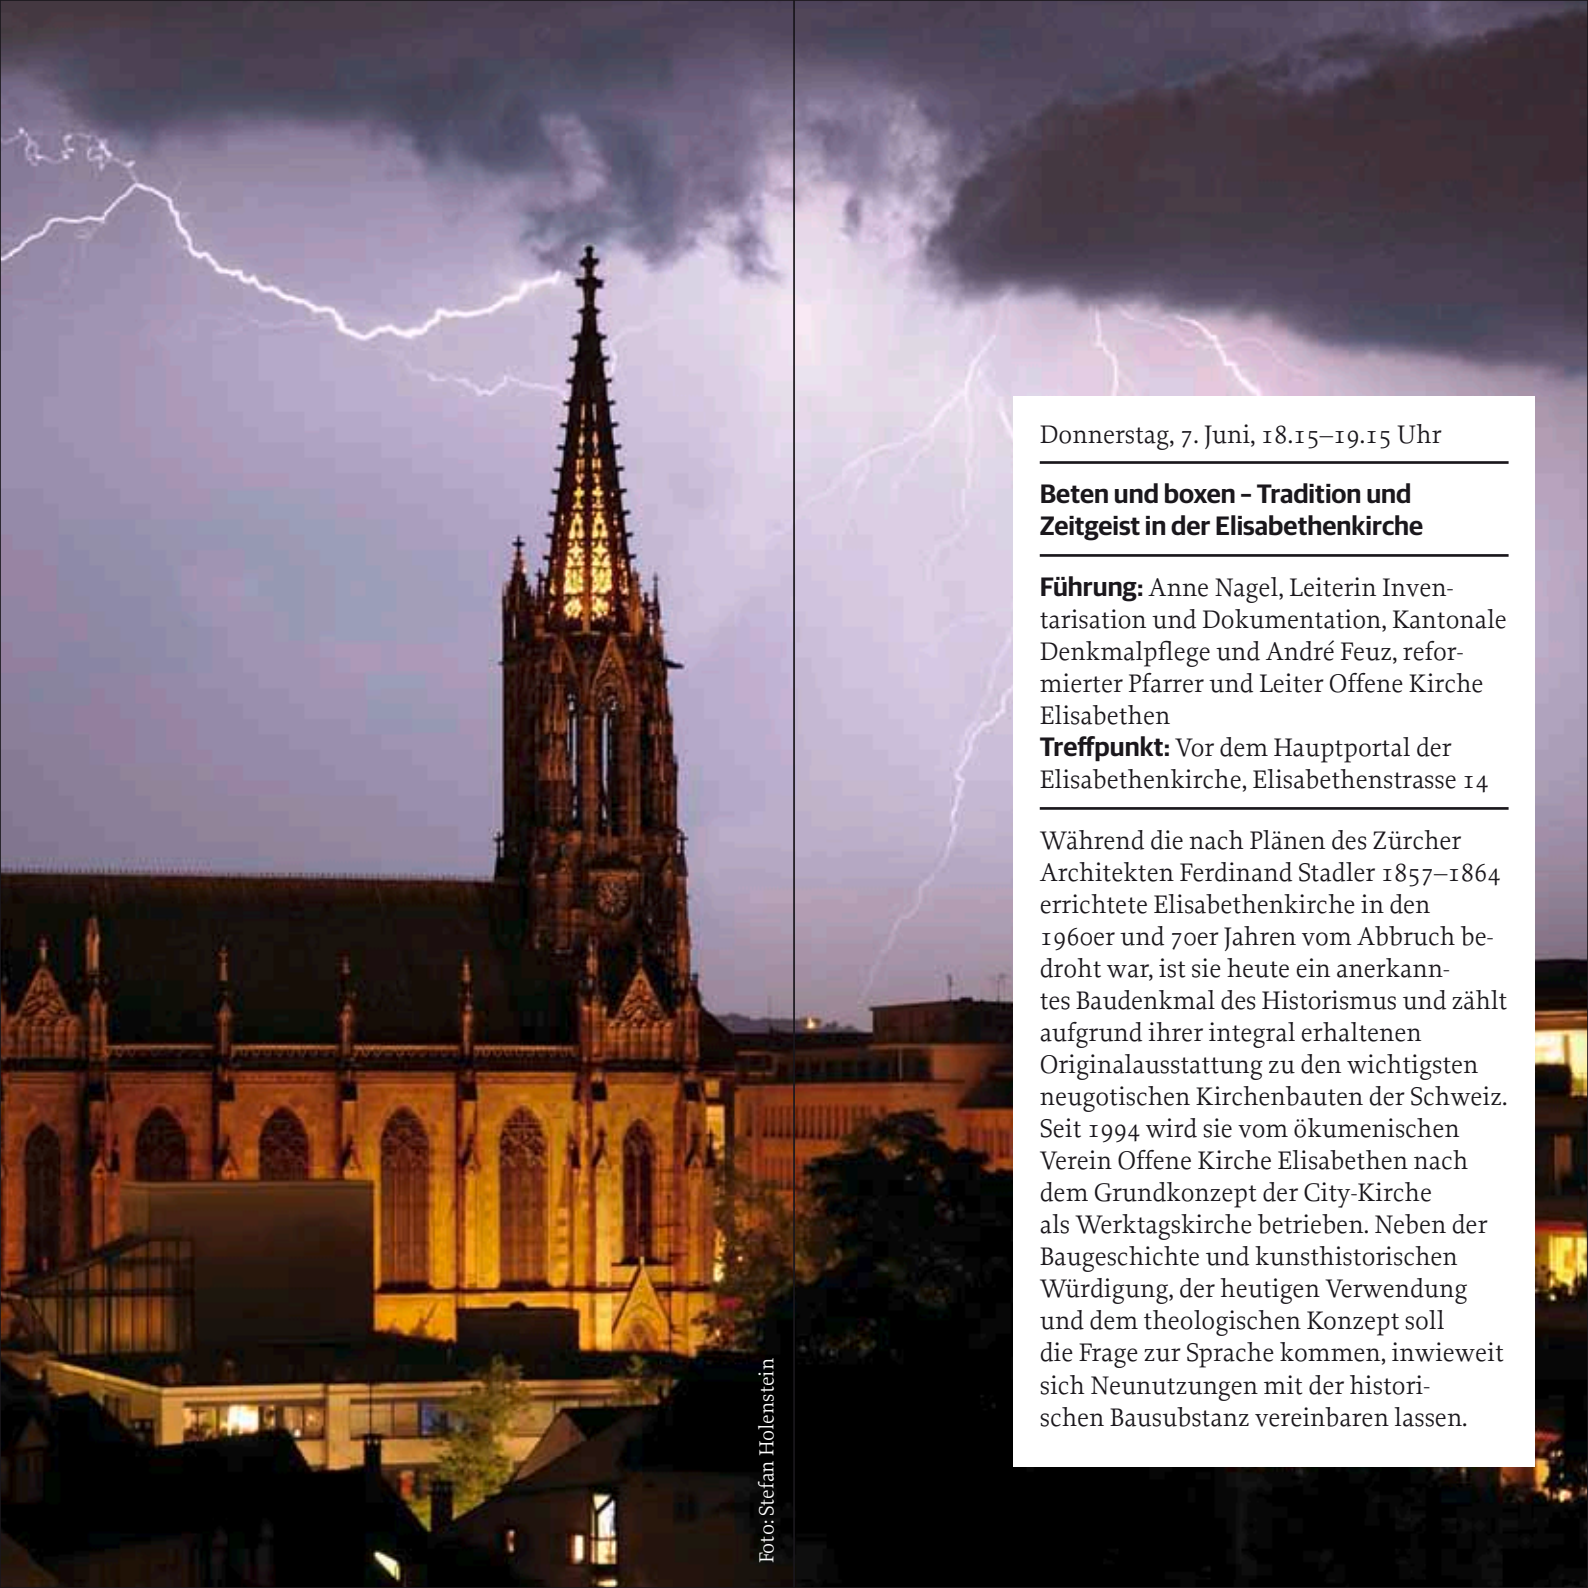 Donnerstag, 7. Juni, 18.15–19.15 Uhr
Beten und boxen – Tradition und
Zeitgeist in der Elisabethenkirche
Führung: Anne Nagel, Leiterin Inven-
tarisation und Dokumentation, Kantonale
Denkmalpflege und André Feuz, refor-
mierter Pfarrer und Leiter Offene Kirche
Elisabethen
Treffpunkt: Vor dem Hauptportal der
Elisabethenkirche, Elisabethenstrasse 14
Während die nach Plänen des Zürcher
Architekten Ferdinand Stadler 1857–1864
errichtete Elisabethenkirche in den
1960er und 70er Jahren vom Abbruch be-
droht war, ist sie heute ein anerkann-
tes Baudenkmal des Historismus und zählt
aufgrund ihrer integral erhaltenen
Originalausstattung zu den wichtigsten
neugotischen Kirchenbauten der Schweiz.
Seit 1994 wird sie vom ökumenischen
Verein Offene Kirche Elisabethen nach
dem Grundkonzept der City-Kirche
als Werktagskirche betrieben. Neben der
Baugeschichte und kunsthistorischen
Würdigung, der heutigen Verwendung
und dem theologischen Konzept soll
die Frage zur Sprache kommen, inwieweit
sich Neunutzungen mit der histori-
schen Bausubstanz vereinbaren lassen.
Foto: Stefan Holenstein